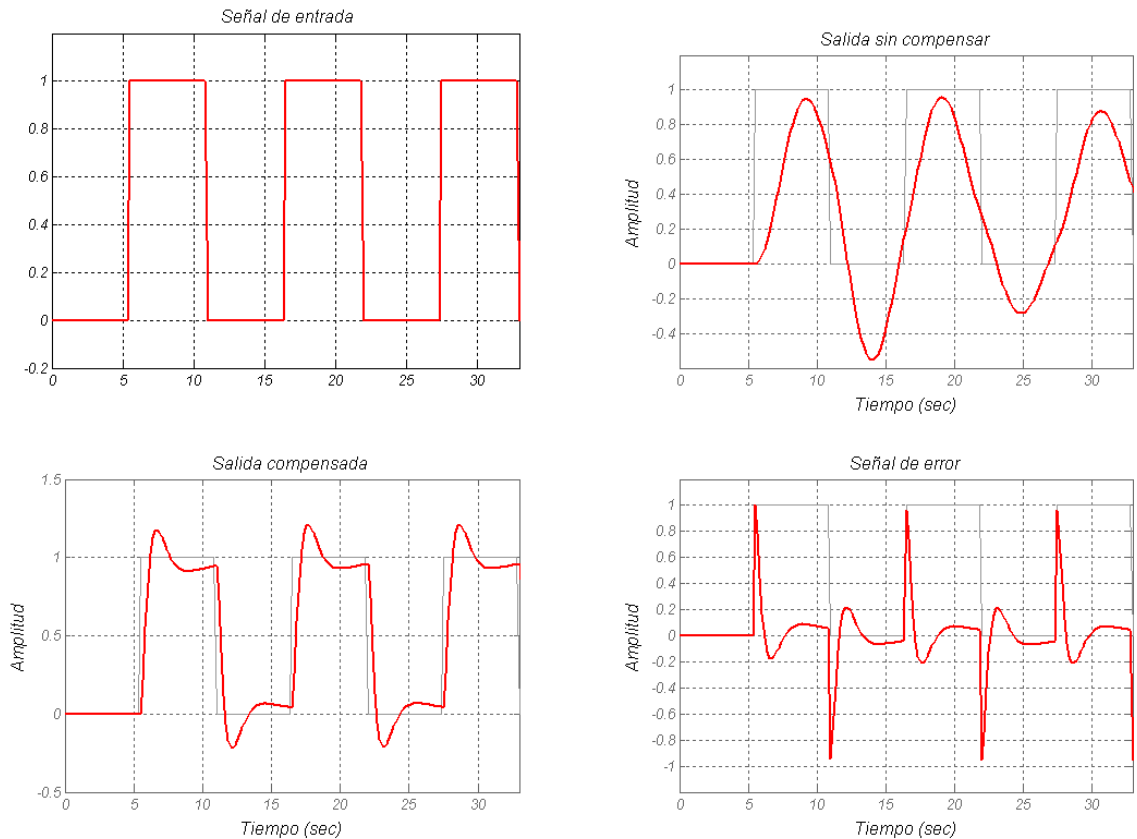 Señal de entrada
1
0.8
0.6
0.4
0.2
0
-0.2
0 5 10 15 20 25 30
Salida sin compensar
Amplitud
1
0.8
0.6
0.4
0.2
0
-0.2
-0.4
0 5 10 15 20 25 30
Tiempo (sec)
Salida compensada
Amplitud
1.5
1
0.5
0
-0.5
0 5 10 15 20 25 30
Tiempo (sec)
Señal de error
Amplitud
1
0.8
0.6
0.4
0.2
0
-0.2
-0.4
-0.6
-0.8
-1
0 5 10 15 20 25 30
Tiempo (sec)